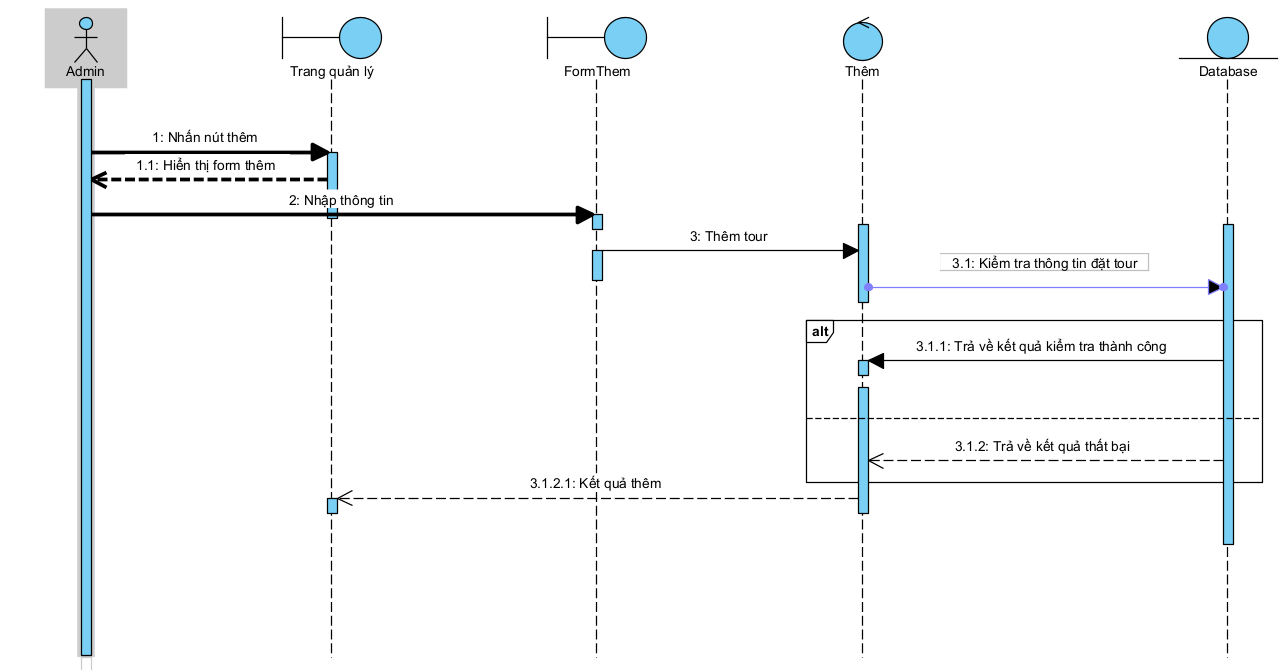 Admin
Trang quản lý
FormThem
Thêm
Database
1: Nhấn nút thêm
1.1: Hiển thị form thêm
2: Nhập thông tin
3: Thêm tour
3.1: Kiểm tra thông tin đặt tour
alt
3.1.1: Trả về kết quả kiểm tra thành công
3.1.2: Trả về kết quả thất bại
3.1.2.1: Kết quả thêm